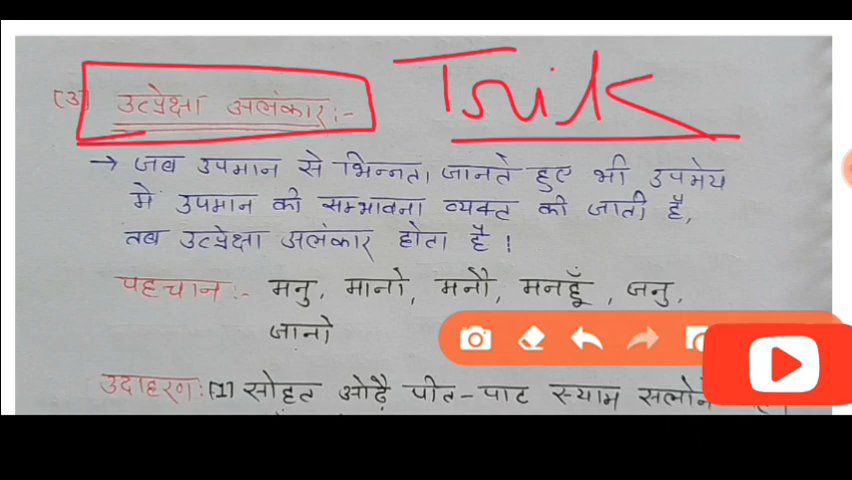 (3) उत्प्रेक्षा अलंकार:-
Trik
→ जब उपमान से भिन्नता जानते हुए भी उपमेय
मे उपमान की सम्भावना व्यक्त की जाती है,
तब उत्प्रेक्षा अलंकार होता है।
पहचान:- मनु, मानो, मनौ, मनहूँ, जनु,
जानो
उदाहरण:(1) सोहत ओढ़ै पीत-पाट स्याम सलोने